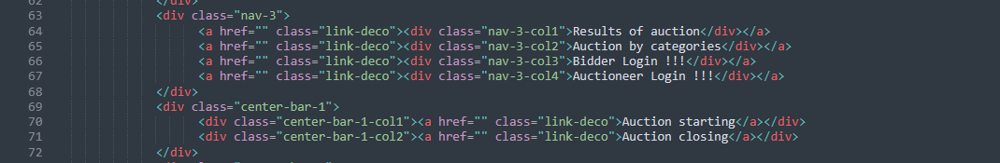 62 </div>
63 <div class="nav-3">
64 <a href="" class="link-deco"><div class="nav-3-col1">Results of auction</div></a>
65 <a href="" class="link-deco"><div class="nav-3-col2">Auction by categories</div></a>
66 <a href="" class="link-deco"><div class="nav-3-col3">Bidder Login !!!</div></a>
67 <a href="" class="link-deco"><div class="nav-3-col4">Auctioneer Login !!!</div></a>
68 </div>
69 <div class="center-bar-1">
70 <div class="center-bar-1-col1"><a href="" class="link-deco">Auction starting</a></div>
71 <div class="center-bar-1-col2"><a href="" class="link-deco">Auction closing</a></div>
72 </div>